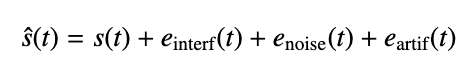 ŝ(t) = s(t) + e_interf(t) + e_noise(t) + e_artif(t)